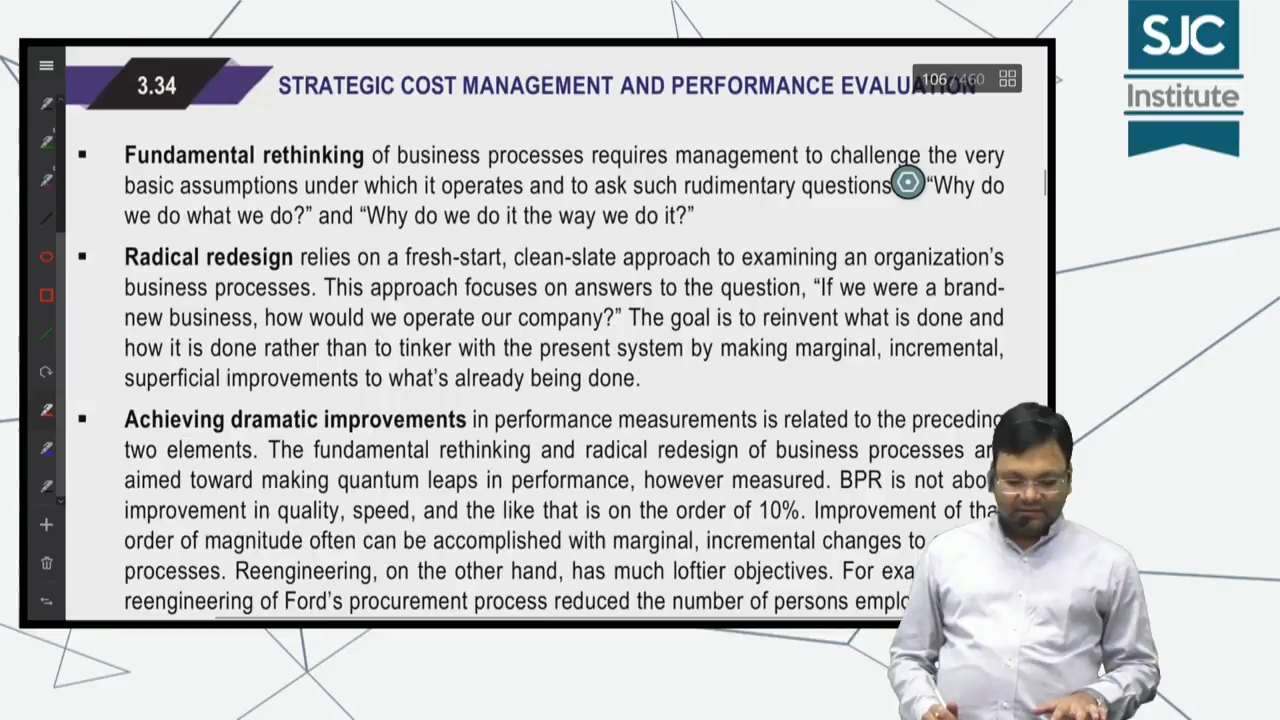 SJC
Institute
3.34
STRATEGIC COST MANAGEMENT AND PERFORMANCE EVALUATION
106 / 460
▪ Fundamental rethinking of business processes requires management to challenge the very
basic assumptions under which it operates and to ask such rudimentary questions “Why do
we do what we do?” and “Why do we do it the way we do it?”
▪ Radical redesign relies on a fresh-start, clean-slate approach to examining an organization’s
business processes. This approach focuses on answers to the question, “If we were a brand-
new business, how would we operate our company?” The goal is to reinvent what is done and
how it is done rather than to tinker with the present system by making marginal, incremental,
superficial improvements to what’s already being done.
▪ Achieving dramatic improvements in performance measurements is related to the preceding
two elements. The fundamental rethinking and radical redesign of business processes
aimed toward making quantum leaps in performance, however measured. BPR is not
improvement in quality, speed, and the like that is on the order of 10%. Improvement of
order of magnitude often can be accomplished with marginal, incremental changes to
processes. Reengineering, on the other hand, has much loftier objectives. For
reengineering of Ford’s procurement process reduced the number of persons